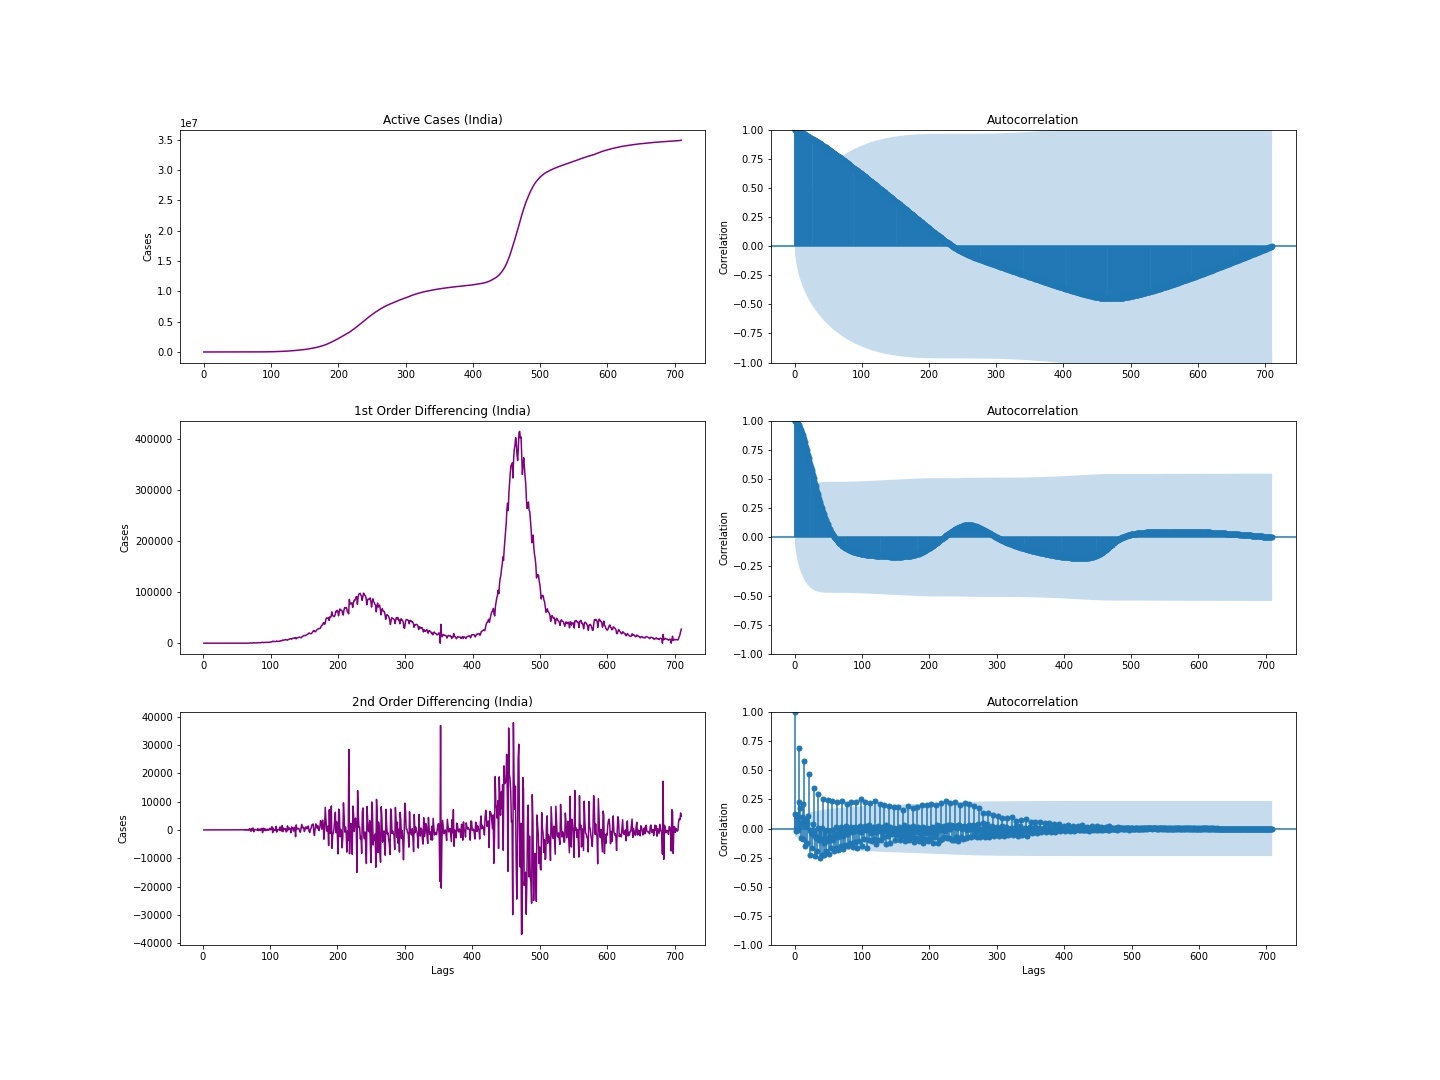 Active Cases (India)
1e7
Cases
3.5
3.0
2.5
2.0
1.5
1.0
0.5
0.0
0 100 200 300 400 500 600 700
Autocorrelation
Correlation
1.00
0.75
0.50
0.25
0.00
−0.25
−0.50
−0.75
−1.00
0 100 200 300 400 500 600 700
1st Order Differencing (India)
Cases
400000
300000
200000
100000
0
0 100 200 300 400 500 600 700
Autocorrelation
Correlation
1.00
0.75
0.50
0.25
0.00
−0.25
−0.50
−0.75
−1.00
0 100 200 300 400 500 600 700
2nd Order Differencing (India)
Cases
40000
30000
20000
10000
0
−10000
−20000
−30000
−40000
0 100 200 300 400 500 600 700
Lags
Autocorrelation
Correlation
1.00
0.75
0.50
0.25
0.00
−0.25
−0.50
−0.75
−1.00
0 100 200 300 400 500 600 700
Lags